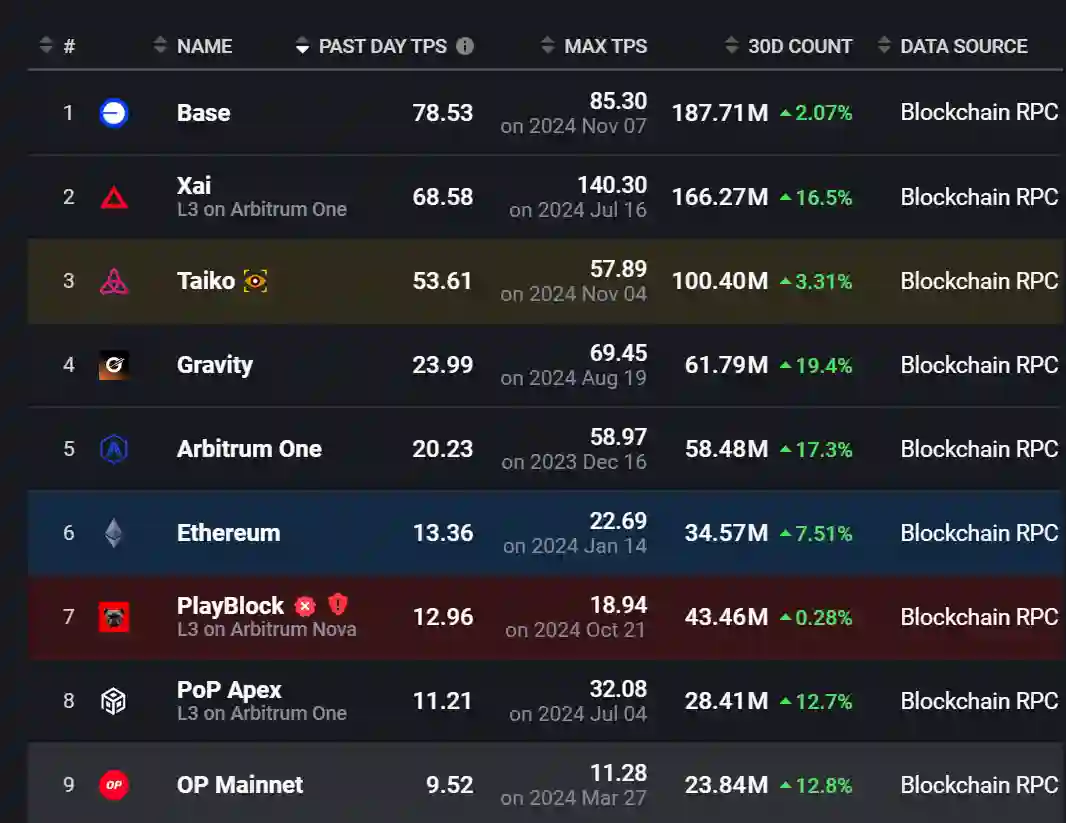 # NAME PAST DAY TPS MAX TPS 30D COUNT DATA SOURCE
1 Base 78.53 85.30 on 2024 Nov 07 187.71M 2.07% Blockchain RPC
2 Xai L3 on Arbitrum One 68.58 140.30 on 2024 Jul 16 166.27M 16.5% Blockchain RPC
3 Taiko 53.61 57.89 on 2024 Nov 04 100.40M 3.31% Blockchain RPC
4 Gravity 23.99 69.45 on 2024 Aug 19 61.79M 19.4% Blockchain RPC
5 Arbitrum One 20.23 58.97 on 2023 Dec 16 58.48M 17.3% Blockchain RPC
6 Ethereum 13.36 22.69 on 2024 Jan 14 34.57M 7.51% Blockchain RPC
7 PlayBlock L3 on Arbitrum Nova 12.96 18.94 on 2024 Oct 21 43.46M 0.28% Blockchain RPC
8 PoP Apex L3 on Arbitrum One 11.21 32.08 on 2024 Jul 04 28.41M 12.7% Blockchain RPC
9 OP OP Mainnet 9.52 11.28 on 2024 Mar 27 23.84M 12.8% Blockchain RPC